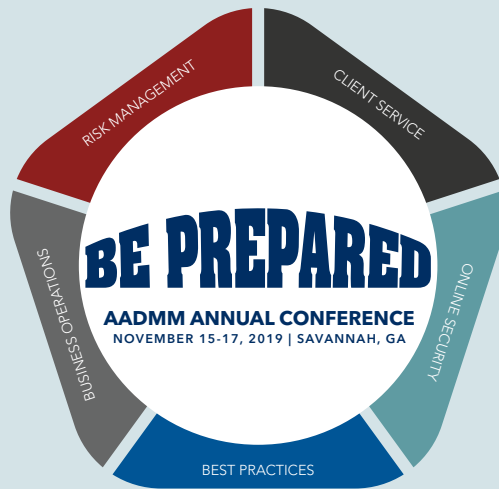 RISK MANAGEMENT
CLIENT SERVICE
BE PREPARED
AADMM ANNUAL CONFERENCE
NOVEMBER 15-17, 2019 | SAVANNAH, GA
BUSINESS OPERATIONS
ONLINE SECURITY
BEST PRACTICES